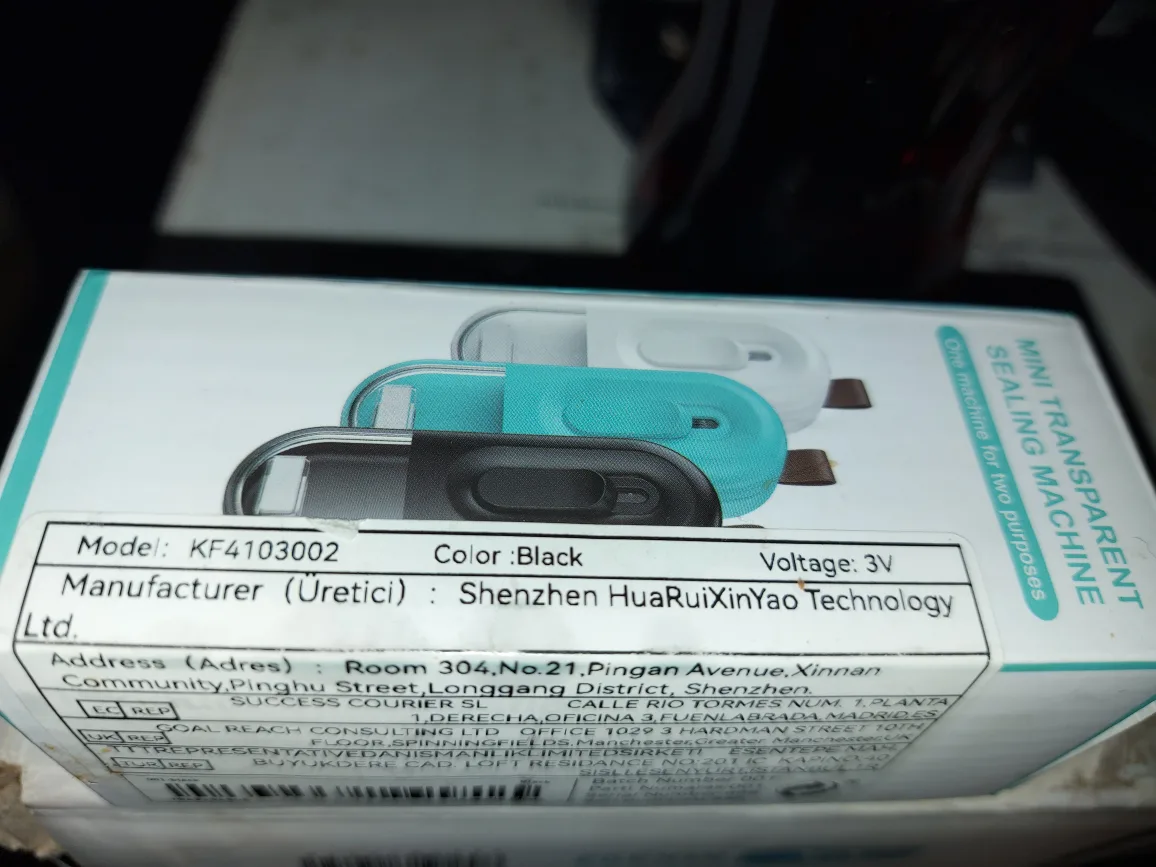 MINI TRANSPARENT
SEALING MACHINE
One machine for two purposes
Model: KF4103002 Color :Black Voltage: 3V
Manufacturer (Üretici) : Shenzhen HuaRuiXinYao Technology
Ltd.
Address (Adres) : Room 304,No.21,Pingan Avenue,Xinnan
Community,Pinghu Street,Longgang District, Shenzhen.
EC REP SUCCESS COURIER SL CALLE RIO TORMES NUM. 1,PLANTA
1,DERECHA,OFICINA 3,FUENLABRADA,MADRID,ES
UK REP GOAL REACH CONSULTING LTD OFFICE 1029 3 HARDMAN STREET 10TH
FLOOR,SPINNINGFIELDS,Manchester,Greater Manchester,UK
TUR REP BUYUKDERE CAD. LOFT RESIDANCE NO:201 IC KAPINO:40
Batch Number 001